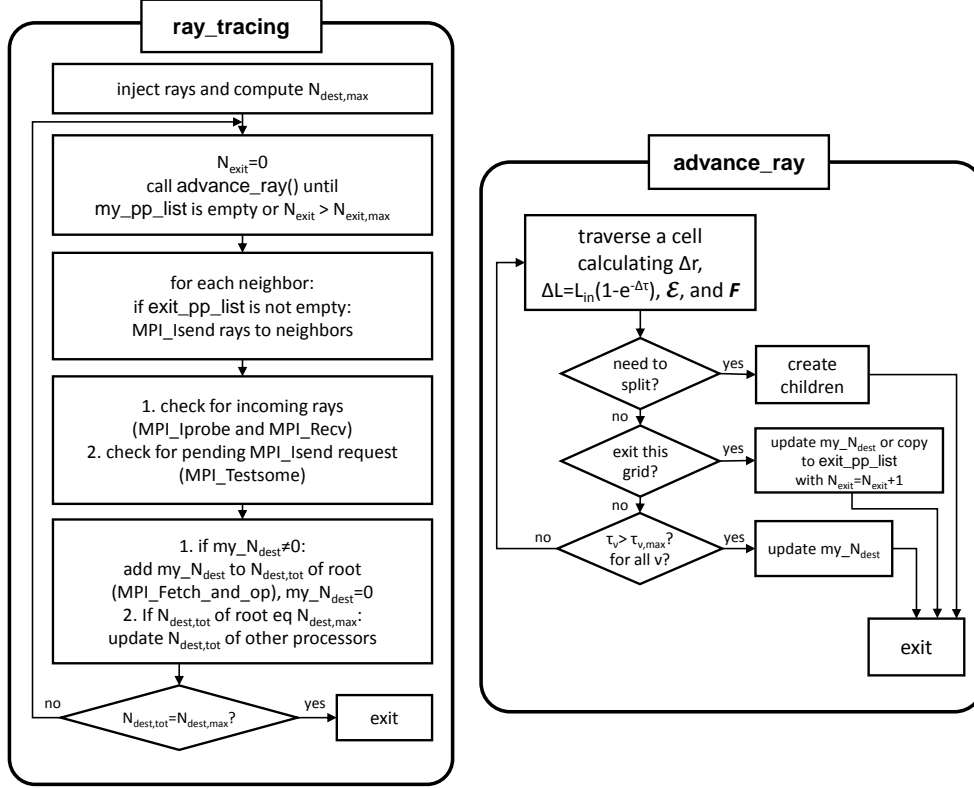 ray_tracing
inject rays and compute N_dest,max
N_exit=0
call advance_ray() until
my_pp_list is empty or N_exit > N_exit,max
for each neighbor:
if exit_pp_list is not empty:
MPI_Isend rays to neighbors
1. check for incoming rays
(MPI_Iprobe and MPI_Recv)
2. check for pending MPI_Isend request
(MPI_Testsome)
1. if my_N_dest≠0:
add my_N_dest to N_dest,tot of root
(MPI_Fetch_and_op), my_N_dest=0
2. If N_dest,tot of root eq N_dest,max:
update N_dest,tot of other processors
no
N_dest,tot=N_dest,max?
yes
exit
advance_ray
traverse a cell
calculating Δr,
ΔL=L_in(1-e^-Δτ), ℰ, and F
need to
split?
yes
create
children
no
exit this
grid?
yes
update my_N_dest or copy
to exit_pp_list
with N_exit=N_exit+1
no
no
τ_ν> τ_ν,max?
for all ν?
yes
update my_N_dest
exit